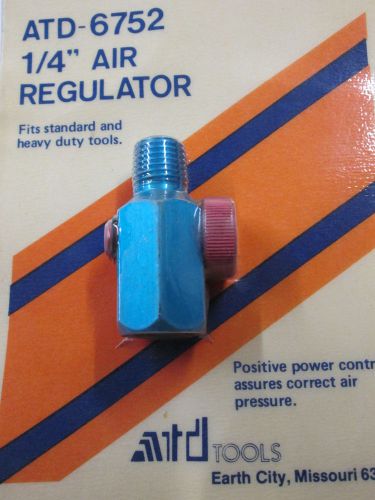 ATD-6752
1/4" AIR
REGULATOR
Fits standard and
heavy duty tools.
Positive power contr
assures correct air
pressure.
atd TOOLS
Earth City, Missouri 63